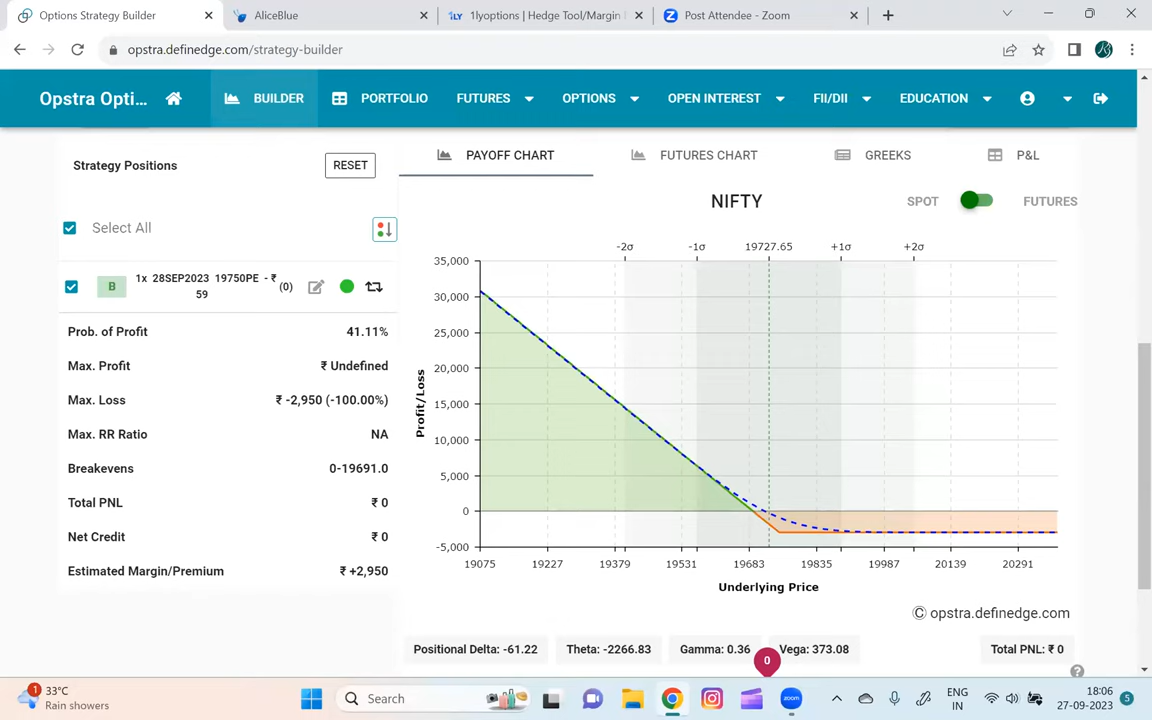 Options Strategy Builder
AliceBlue
1LY 1lyoptions | Hedge Tool/Margin
Post Attendee - Zoom
opstra.definedge.com/strategy-builder
Opstra Opti...
BUILDER
PORTFOLIO
FUTURES
OPTIONS
OPEN INTEREST
FII/DII
EDUCATION
Strategy Positions
RESET
PAYOFF CHART
FUTURES CHART
GREEKS
P&L
NIFTY
SPOT
FUTURES
Select All
B
1x 28SEP2023 19750PE - ₹
59
(0)
Prob. of Profit 41.11%
Max. Profit ₹ Undefined
Max. Loss ₹ -2,950 (-100.00%)
Max. RR Ratio NA
Breakevens 0-19691.0
Total PNL ₹ 0
Net Credit ₹ 0
Estimated Margin/Premium ₹ +2,950
-2σ -1σ 19727.65 +1σ +2σ
35,000
30,000
25,000
20,000
15,000
10,000
5,000
0
-5,000
Profit/Loss
19075 19227 19379 19531 19683 19835 19987 20139 20291
Underlying Price
© opstra.definedge.com
Positional Delta: -61.22
Theta: -2266.83
Gamma: 0.36
Vega: 373.08
Total PNL: ₹ 0
0
?
1
33°C
Rain showers
Search
zoom
ENG
IN
18:06
27-09-2023
5